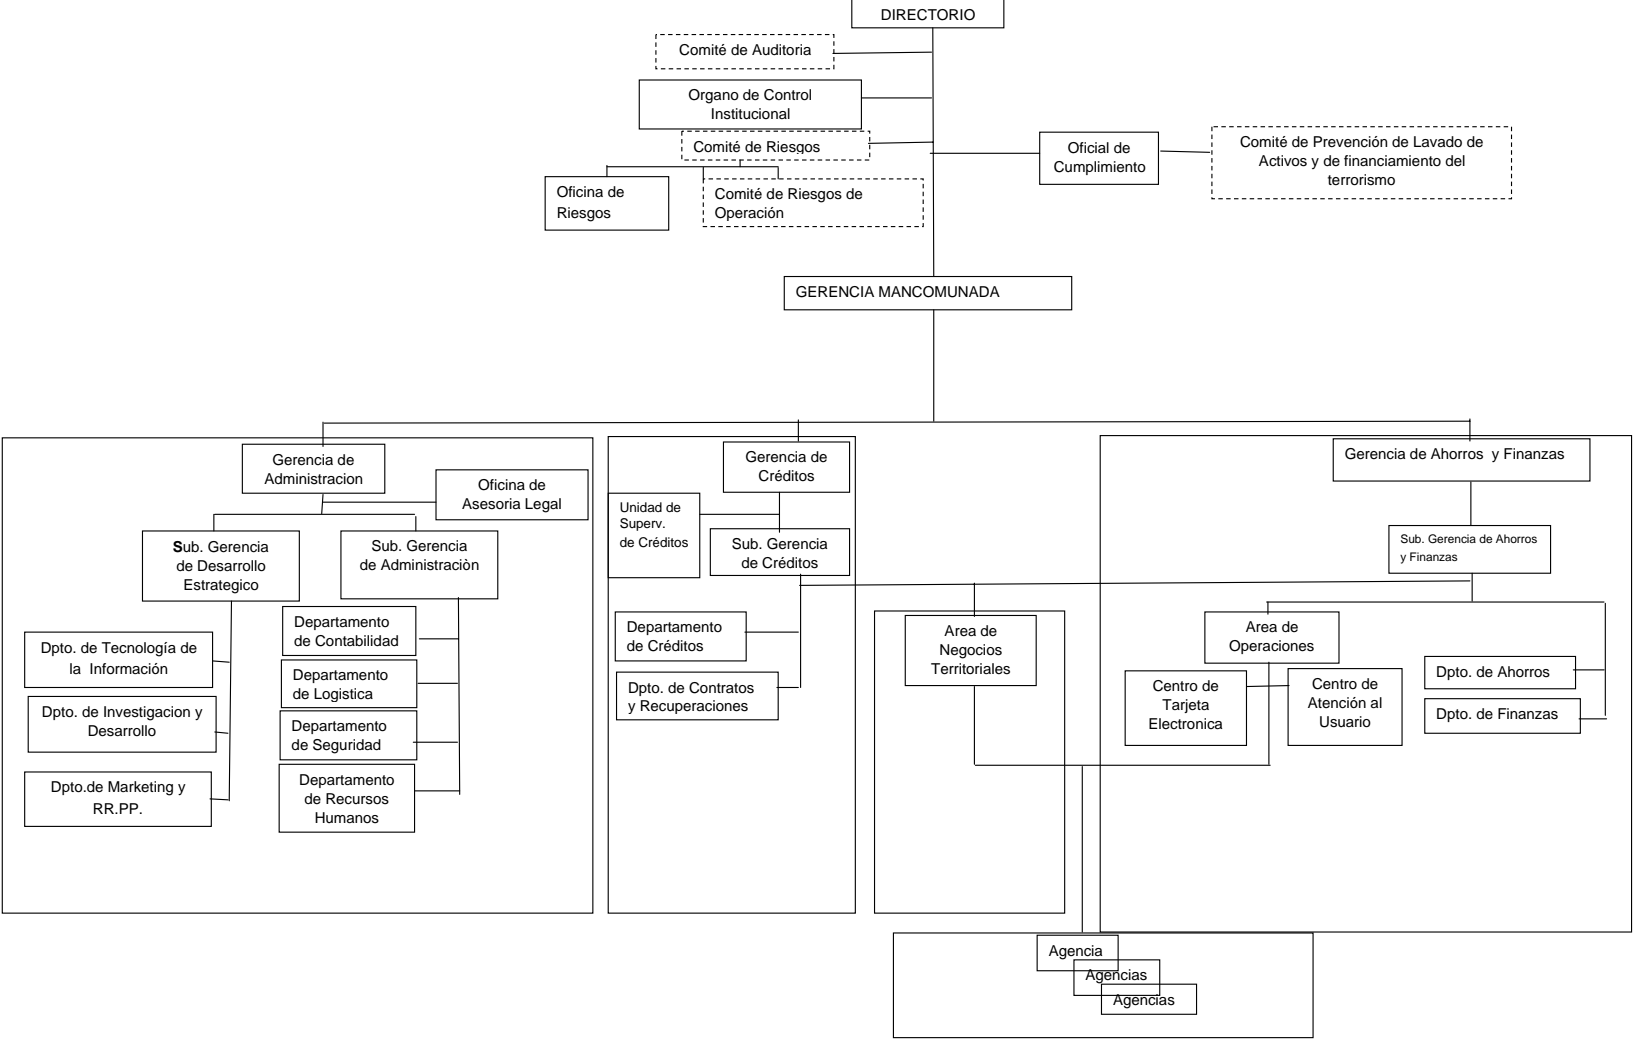 DIRECTORIO
Comité de Auditoria
Organo de Control
Institucional
Comité de Riesgos
Oficina de
Riesgos
Comité de Riesgos de
Operación
Oficial de
Cumplimiento
Comité de Prevención de Lavado de
Activos y de financiamiento del
terrorismo
GERENCIA MANCOMUNADA
Gerencia de
Administracion
Oficina de
Asesoria Legal
Sub. Gerencia
de Desarrollo
Estrategico
Sub. Gerencia
de Administraciòn
Dpto. de Tecnología de
la Información
Dpto. de Investigacion y
Desarrollo
Dpto.de Marketing y
RR.PP.
Departamento
de Contabilidad
Departamento
de Logistica
Departamento
de Seguridad
Departamento
de Recursos
Humanos
Gerencia de
Créditos
Unidad de
Superv.
de Créditos
Sub. Gerencia
de Créditos
Departamento
de Créditos
Dpto. de Contratos
y Recuperaciones
Area de
Negocios
Territoriales
Gerencia de Ahorros y Finanzas
Sub. Gerencia de Ahorros
y Finanzas
Area de
Operaciones
Centro de
Tarjeta
Electronica
Centro de
Atención al
Usuario
Dpto. de Ahorros
Dpto. de Finanzas
Agencia
Agencias
Agencias